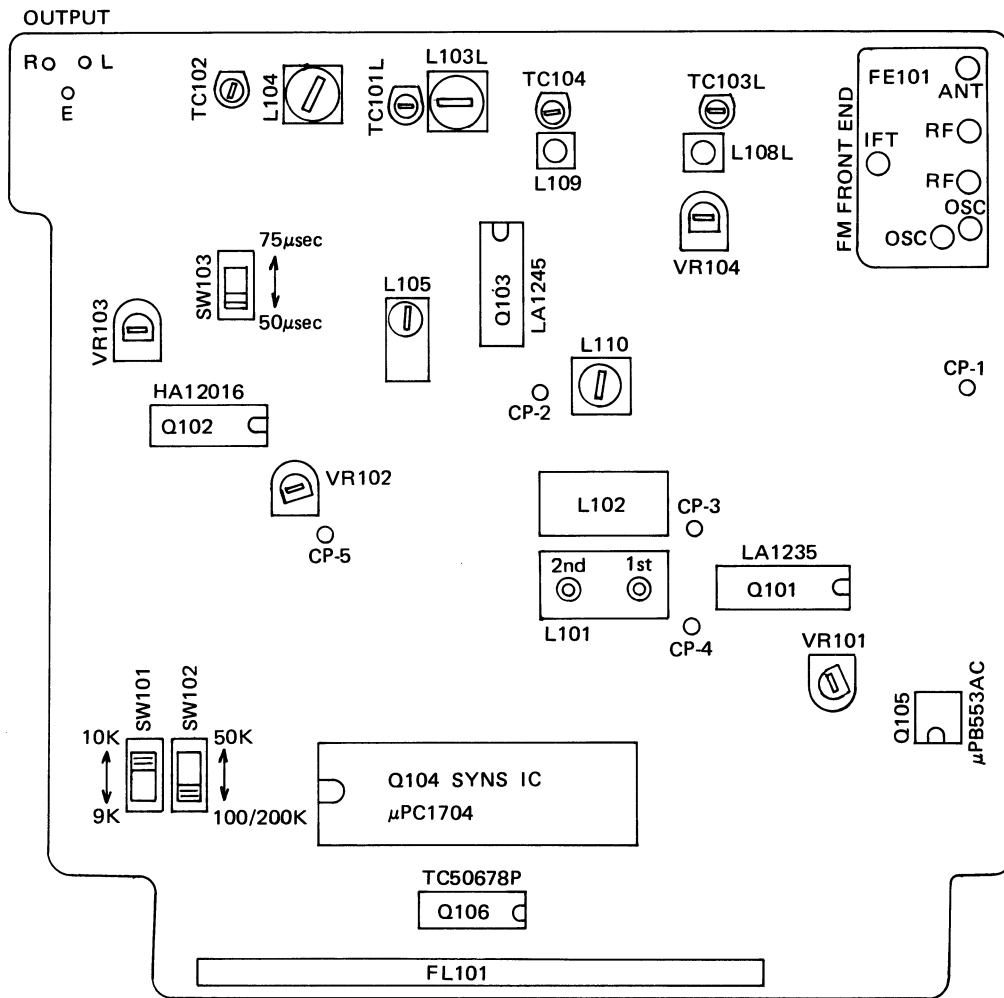 OUTPUT
R L
E
TC102
L104
TC101L
L103L
TC104
L109
TC103L
L108L
VR104
FE101
ANT
RF
IFT
RF
OSC
OSC
FM FRONT END
75μsec
SW103
50μsec
VR103
L105
Q103
LA1245
L110
CP-2
CP-1
HA12016
Q102
VR102
CP-5
L102
CP-3
2nd 1st
L101
CP-4
LA1235
Q101
VR101
Q105
μPB553AC
SW101
SW102
10K
50K
9K
100/200K
Q104 SYNS IC
μPC1704
TC50678P
Q106
FL101